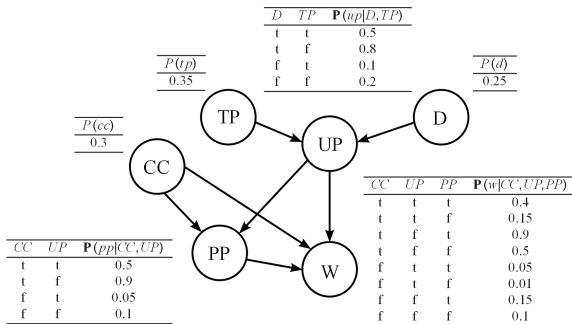 D TP P(up|D,TP)
t t 0.5
t f 0.8
f t 0.1
f f 0.2
P(tp)
0.35
P(d)
0.25
TP
D
UP
P(cc)
0.3
CC
CC UP PP P(w|CC,UP,PP)
t t t 0.4
t t f 0.15
t f t 0.9
t f f 0.5
f t t 0.05
f t f 0.01
f f t 0.15
f f f 0.1
PP
W
CC UP P(pp|CC,UP)
t t 0.5
t f 0.9
f t 0.05
f f 0.1